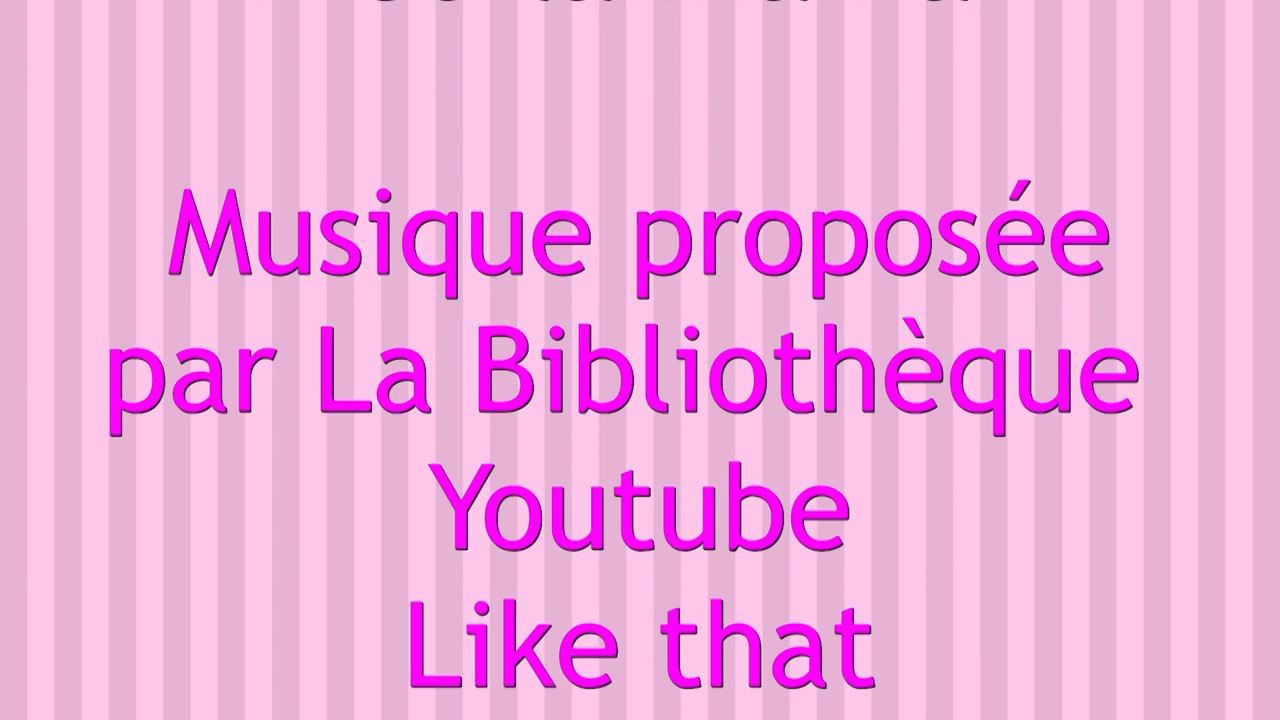 Musique proposée
par La Bibliothèque
Youtube
Like that